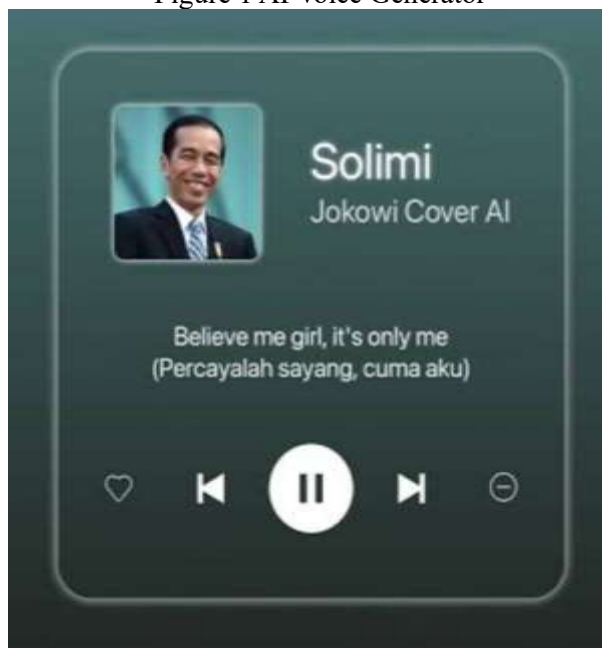 Figure 1 AI Voice Generator
Solimi
Jokowi Cover AI
Believe me girl, it's only me
(Percayalah sayang, cuma aku)